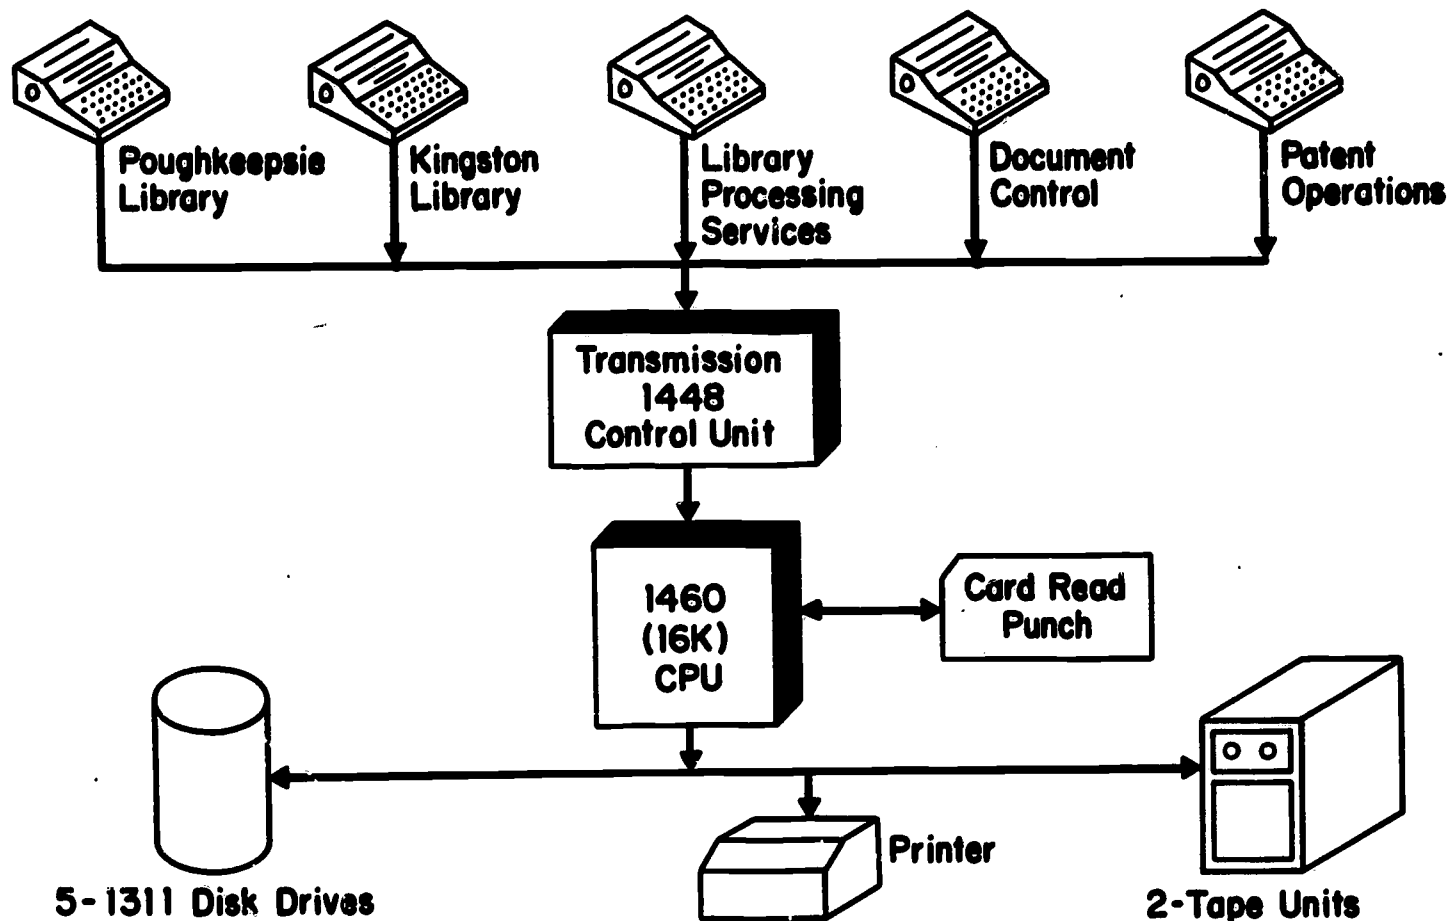 Poughkeepsie
Library
Kingston
Library
Library
Processing
Services
Document
Control
Patent
Operations
Transmission
1448
Control Unit
1460
(16K)
CPU
Card Read
Punch
Printer
5-1311 Disk Drives
2-Tape Units